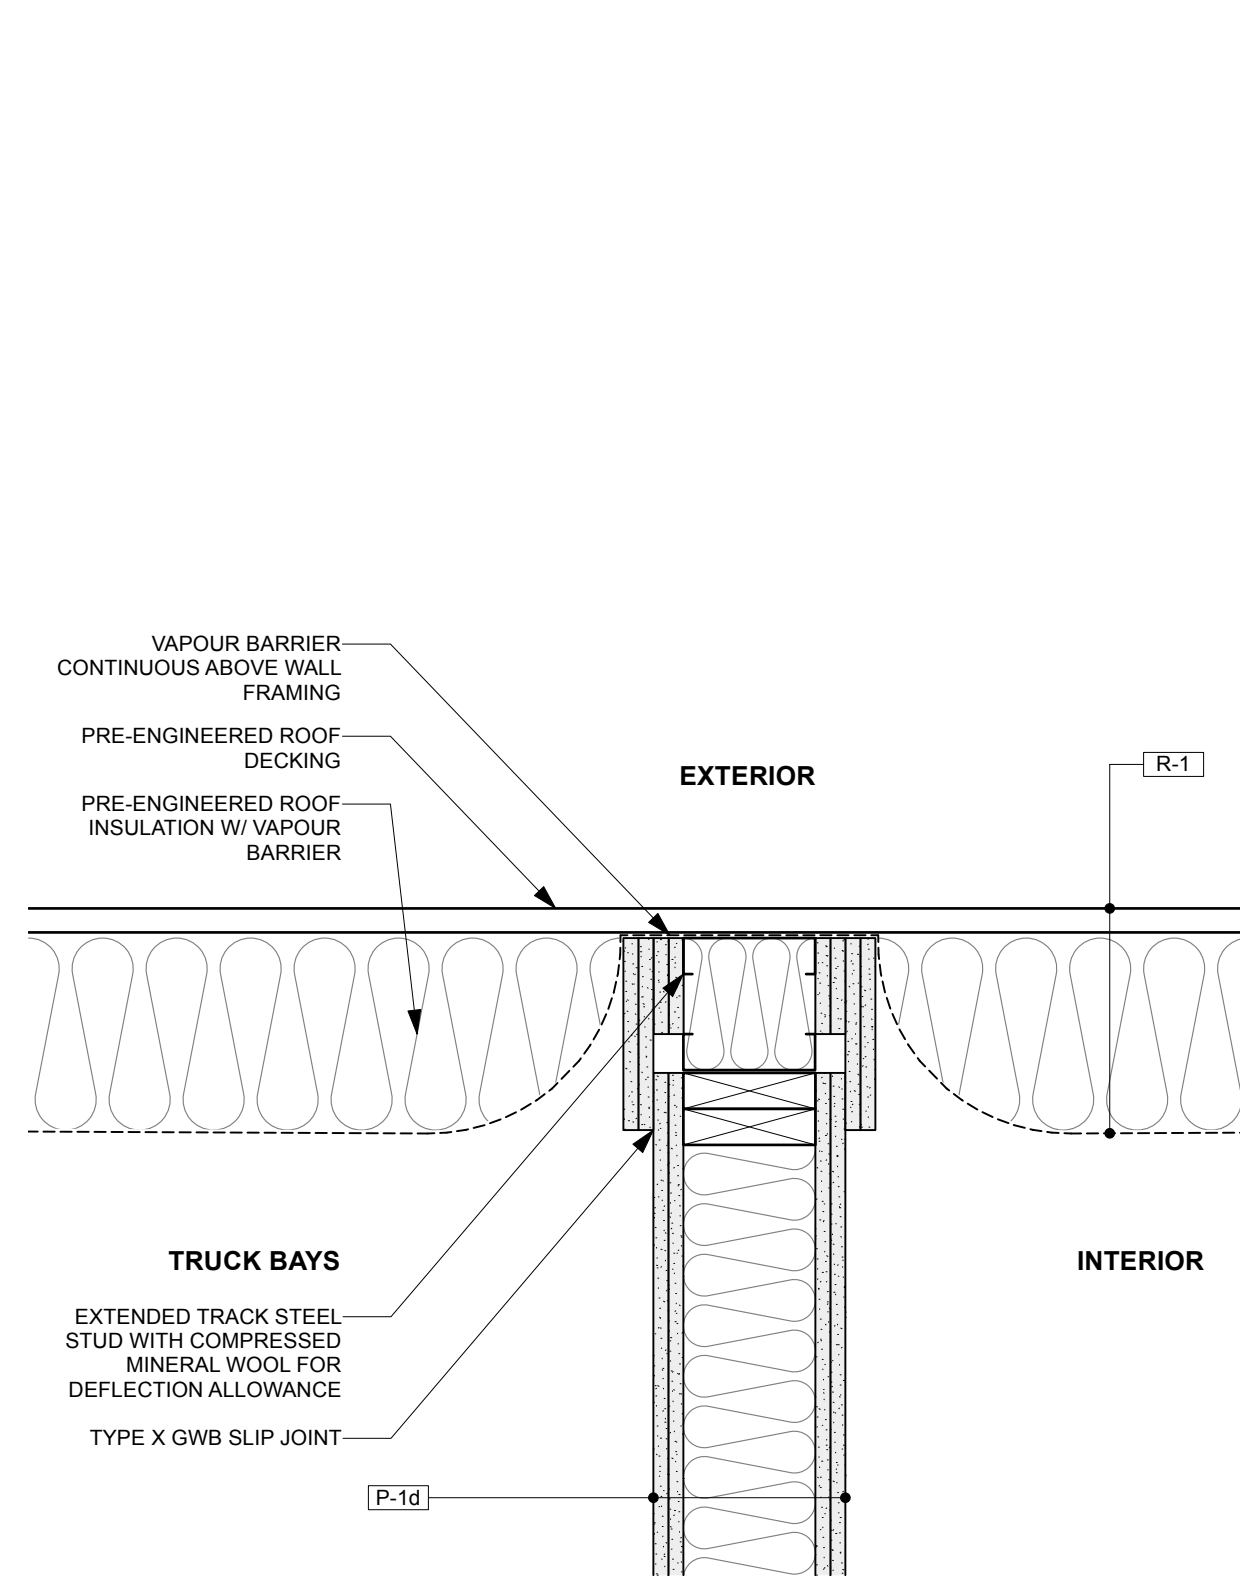 VAPOUR BARRIER
CONTINUOUS ABOVE WALL
FRAMING
PRE-ENGINEERED ROOF
DECKING
PRE-ENGINEERED ROOF
INSULATION W/ VAPOUR
BARRIER
EXTERIOR
R-1
TRUCK BAYS
INTERIOR
EXTENDED TRACK STEEL
STUD WITH COMPRESSED
MINERAL WOOL FOR
DEFLECTION ALLOWANCE
TYPE X GWB SLIP JOINT
P-1d